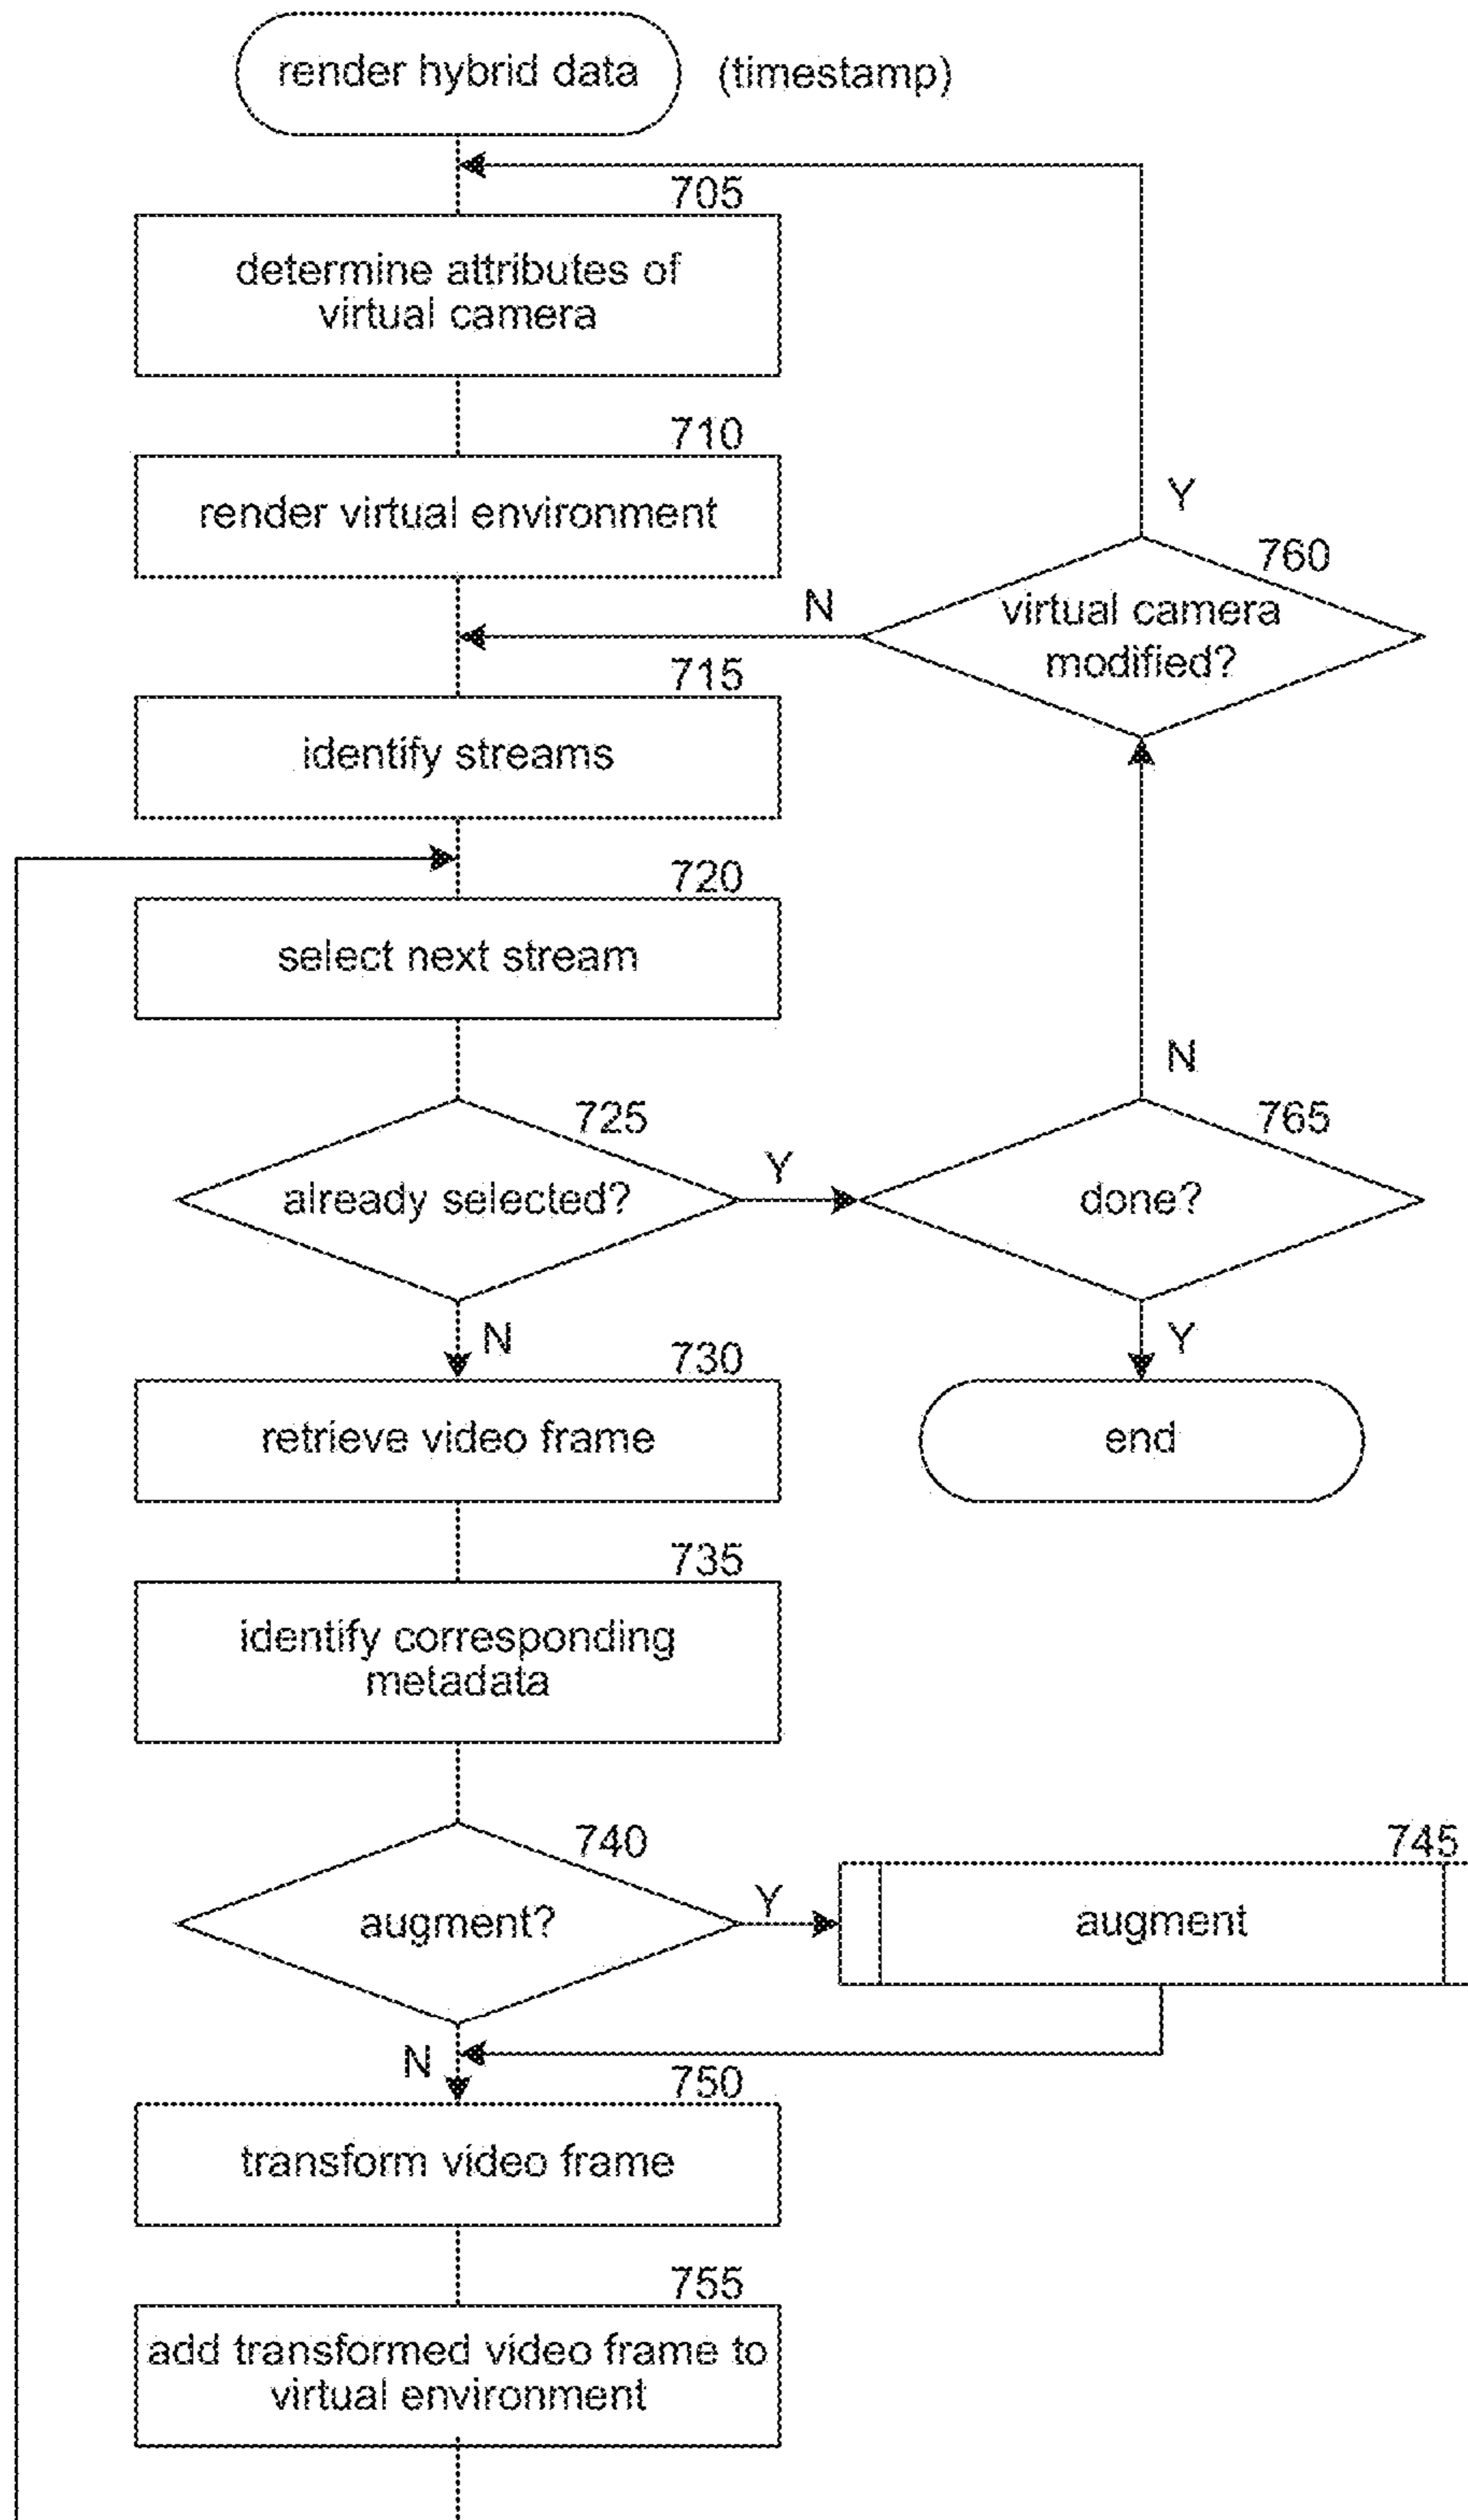 render hybrid data (timestamp)
705
determine attributes of
virtual camera
710
render virtual environment
Y
760
virtual camera
modified?
N
715
identify streams
720
select next stream
725
already selected?
Y
N
765
done?
N
Y
730
retrieve video frame
end
735
identify corresponding
metadata
740
augment?
Y
745
augment
N
750
transform video frame
755
add transformed video frame to
virtual environment